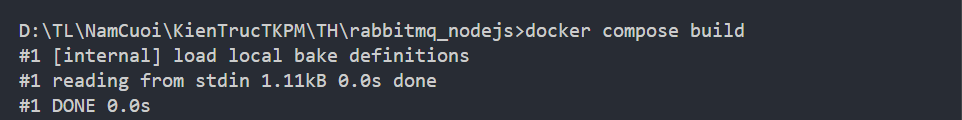 D:\TL\NamCuoi\KienTrucTKPM\TH\rabbitmq_nodejs>docker compose build
#1 [internal] load local bake definitions
#1 reading from stdin 1.11kB 0.0s done
#1 DONE 0.0s